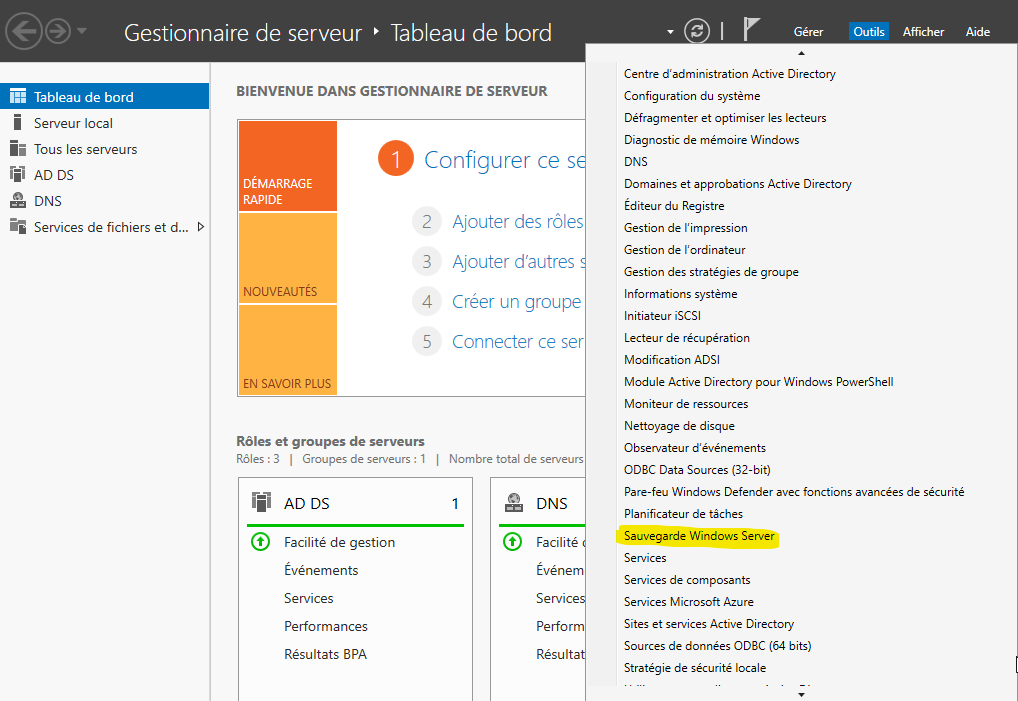 Gestionnaire de serveur ‣ Tableau de bord
Gérer
Outils
Afficher
Aide
Tableau de bord
Serveur local
Tous les serveurs
AD DS
DNS
Services de fichiers et d...
BIENVENUE DANS GESTIONNAIRE DE SERVEUR
DÉMARRAGE
RAPIDE
NOUVEAUTÉS
EN SAVOIR PLUS
1 Configurer ce se
2 Ajouter des rôles
3 Ajouter d'autres s
4 Créer un groupe
5 Connecter ce ser
Rôles et groupes de serveurs
Rôles : 3 | Groupes de serveurs : 1 | Nombre total de serveurs
AD DS 1
Facilité de gestion
Événements
Services
Performances
Résultats BPA
DNS
Facilité d
Événem
Services
Perform
Résultat
Centre d'administration Active Directory
Configuration du système
Défragmenter et optimiser les lecteurs
Diagnostic de mémoire Windows
DNS
Domaines et approbations Active Directory
Éditeur du Registre
Gestion de l'impression
Gestion de l'ordinateur
Gestion des stratégies de groupe
Informations système
Initiateur iSCSI
Lecteur de récupération
Modification ADSI
Module Active Directory pour Windows PowerShell
Moniteur de ressources
Nettoyage de disque
Observateur d'événements
ODBC Data Sources (32-bit)
Pare-feu Windows Defender avec fonctions avancées de sécurité
Planificateur de tâches
Sauvegarde Windows Server
Services
Services de composants
Services Microsoft Azure
Sites et services Active Directory
Sources de données ODBC (64 bits)
Stratégie de sécurité locale